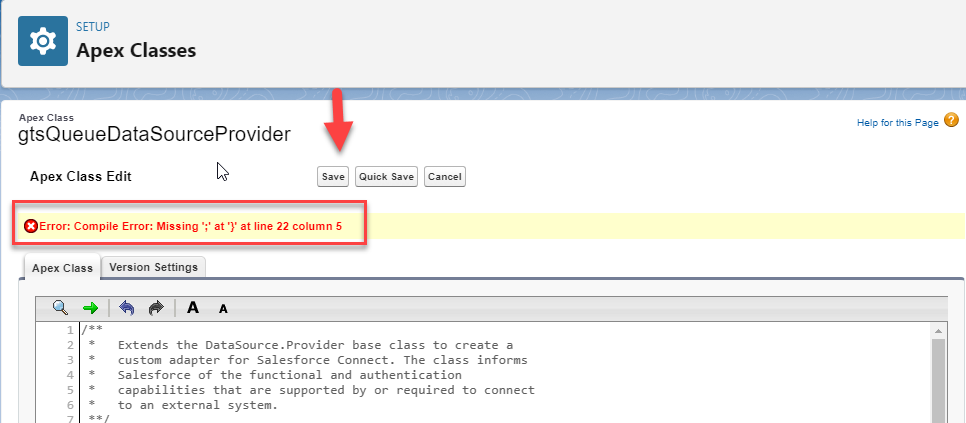 SETUP
Apex Classes
Apex Class
gtsQueueDataSourceProvider
Help for this Page ?
Apex Class Edit
Save Quick Save Cancel
Error: Compile Error: Missing ';' at '}' at line 22 column 5
Apex Class Version Settings
A A
1 /**
2 * Extends the DataSource.Provider base class to create a
3 * custom adapter for Salesforce Connect. The class informs
4 * Salesforce of the functional and authentication
5 * capabilities that are supported by or required to connect
6 * to an external system.
7 **/